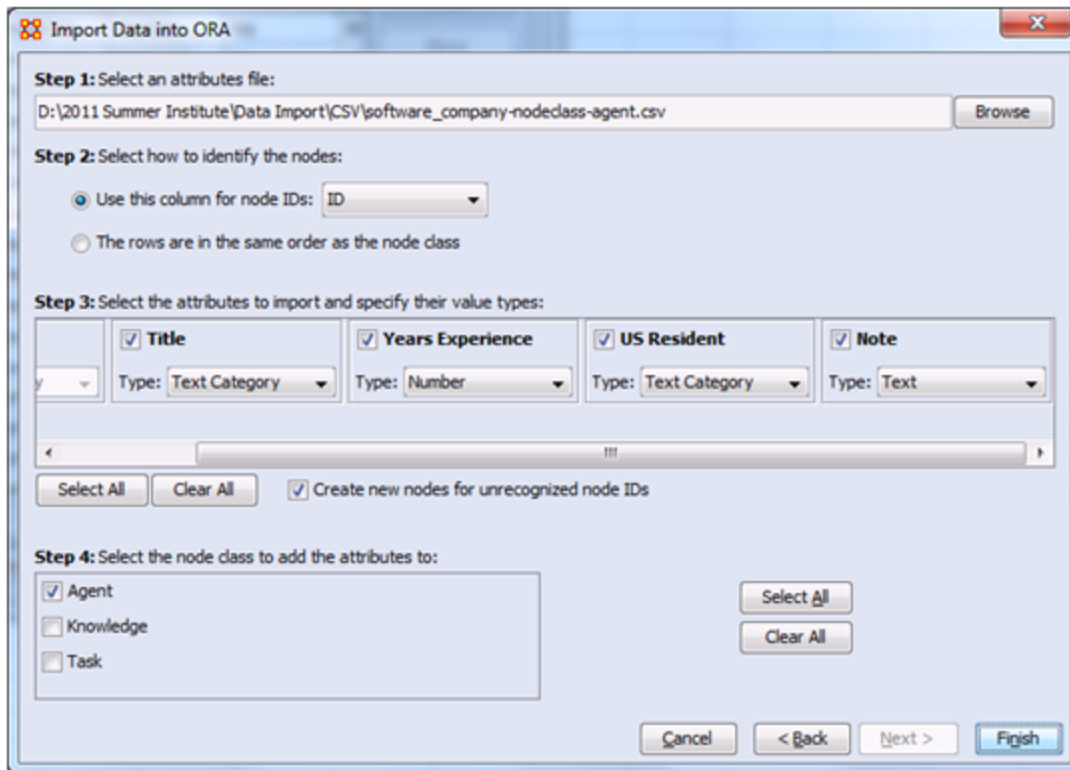 Import Data into ORA
Step 1: Select an attributes file:
D:\2011 Summer Institute\Data Import\CSV\software_company-nodeclass-agent.csv Browse
Step 2: Select how to identify the nodes:
Use this column for node IDs: ID
The rows are in the same order as the node class
Step 3: Select the attributes to import and specify their value types:
Title Years Experience US Resident Note
y Type: Text Category Type: Number Type: Text Category Type: Text
Select All Clear All Create new nodes for unrecognized node IDs
Step 4: Select the node class to add the attributes to:
Agent
Select All
Knowledge
Clear All
Task
Cancel < Back Next > Finish